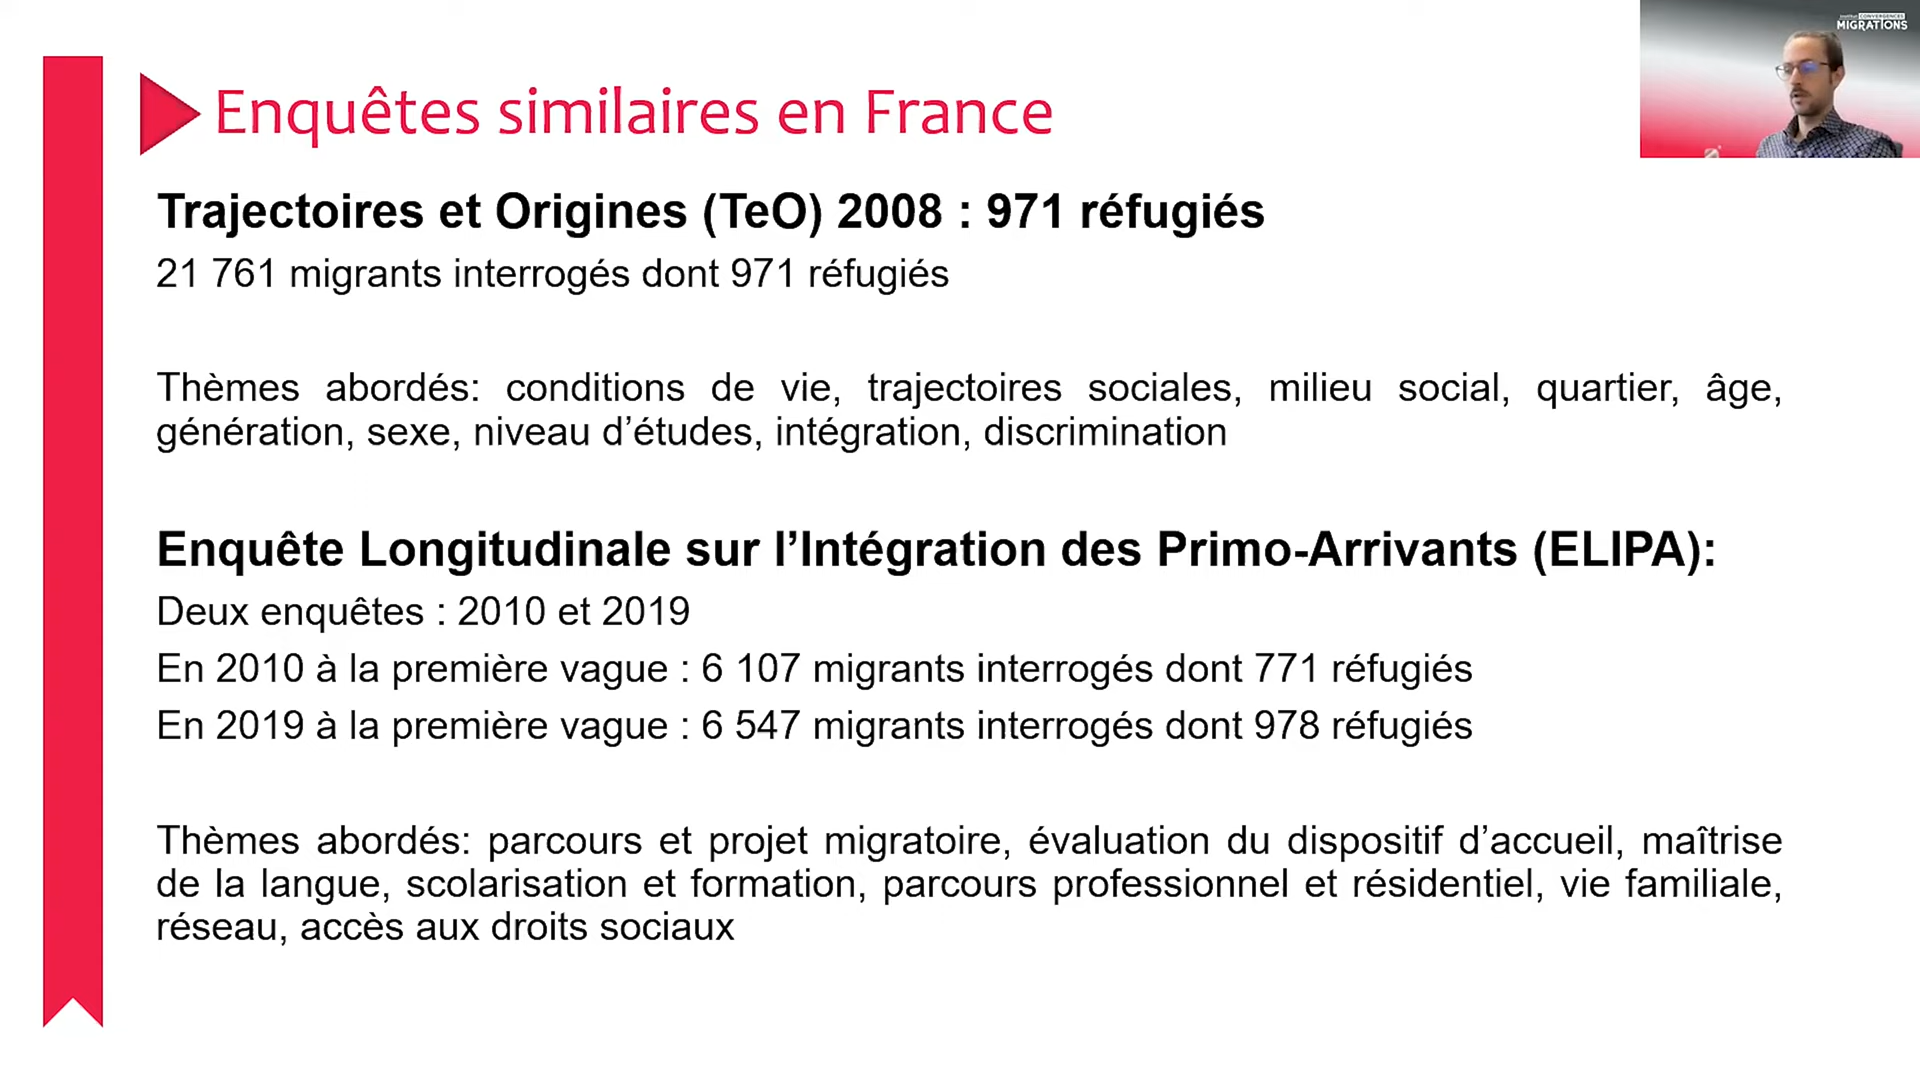 INSTITUT CONVERGENCES
MIGRATIONS
Enquêtes similaires en France
Trajectoires et Origines (TeO) 2008 : 971 réfugiés
21 761 migrants interrogés dont 971 réfugiés
Thèmes abordés: conditions de vie, trajectoires sociales, milieu social, quartier, âge,
génération, sexe, niveau d’études, intégration, discrimination
Enquête Longitudinale sur l’Intégration des Primo-Arrivants (ELIPA):
Deux enquêtes : 2010 et 2019
En 2010 à la première vague : 6 107 migrants interrogés dont 771 réfugiés
En 2019 à la première vague : 6 547 migrants interrogés dont 978 réfugiés
Thèmes abordés: parcours et projet migratoire, évaluation du dispositif d’accueil, maîtrise
de la langue, scolarisation et formation, parcours professionnel et résidentiel, vie familiale,
réseau, accès aux droits sociaux